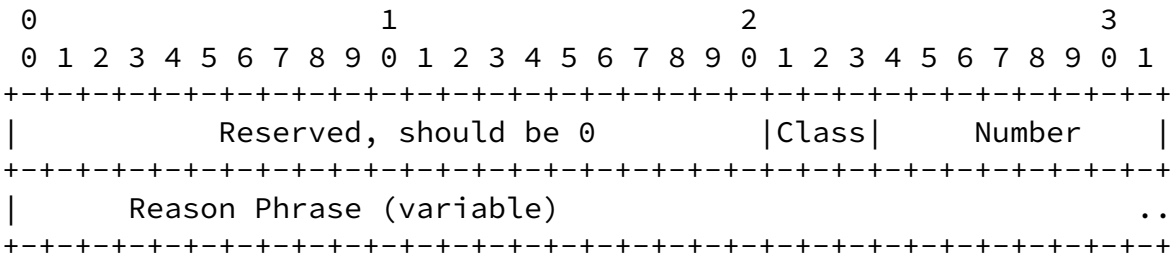 0                   1                   2                   3
 0 1 2 3 4 5 6 7 8 9 0 1 2 3 4 5 6 7 8 9 0 1 2 3 4 5 6 7 8 9 0 1
+-+-+-+-+-+-+-+-+-+-+-+-+-+-+-+-+-+-+-+-+-+-+-+-+-+-+-+-+-+-+-+-+
|           Reserved, should be 0         |Class|     Number    |
+-+-+-+-+-+-+-+-+-+-+-+-+-+-+-+-+-+-+-+-+-+-+-+-+-+-+-+-+-+-+-+-+
|      Reason Phrase (variable)                                ..
+-+-+-+-+-+-+-+-+-+-+-+-+-+-+-+-+-+-+-+-+-+-+-+-+-+-+-+-+-+-+-+-+